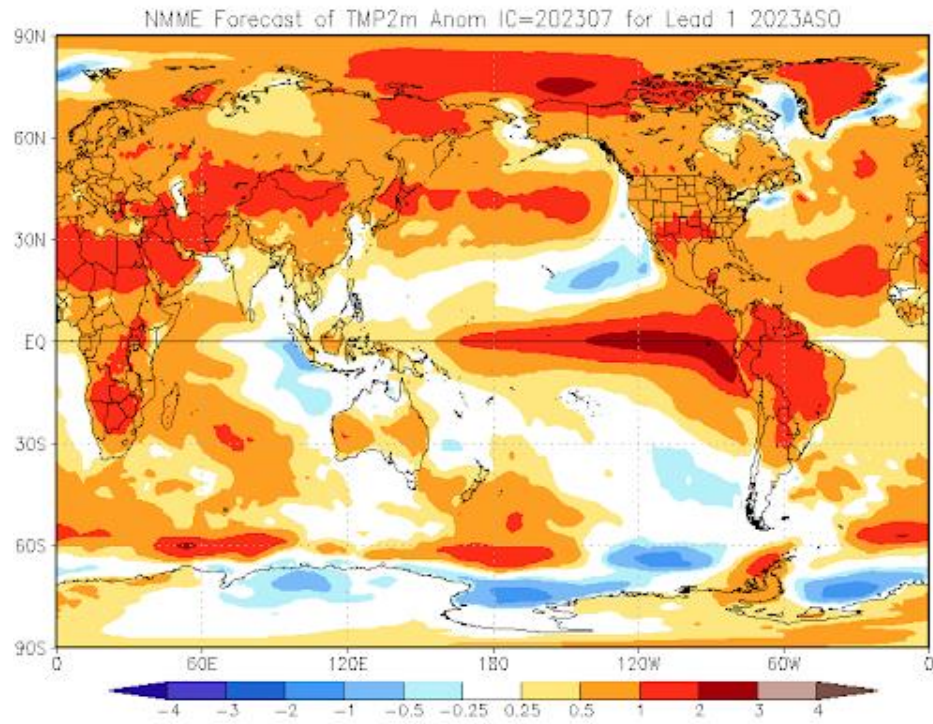 NMME Forecast of TMP2m Anom IC=202307 for Lead 1 2023ASO
90N
60N
30N
EQ
30S
60S
90S
0 60E 120E 180 120W 60W 0
-4 -3 -2 -1 -0.5 -0.25 0.25 0.5 1 2 3 4